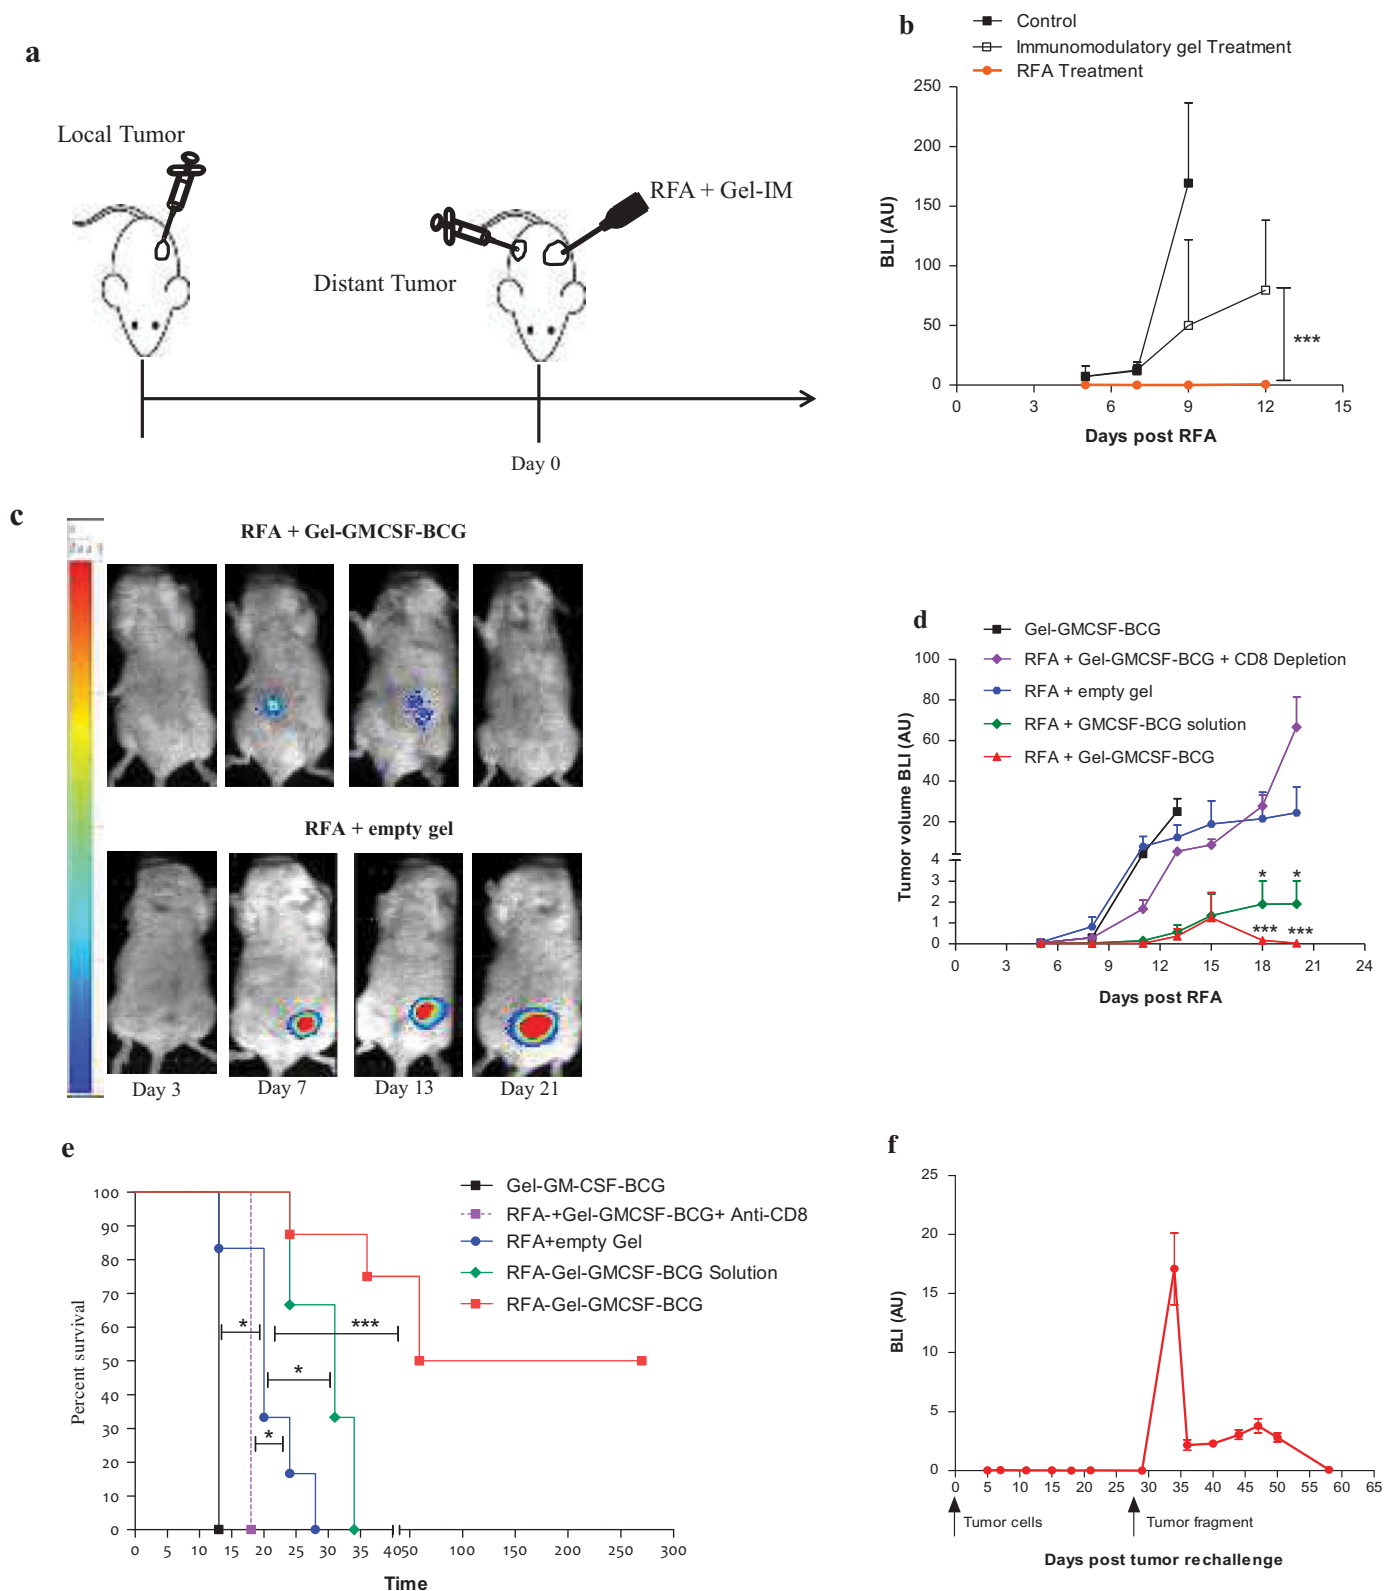 a
Local Tumor
RFA + Gel-IM
Distant Tumor
Day 0
b
Control
Immunomodulatory gel Treatment
RFA Treatment
250
200
150
100
50
0
BLI (AU)
***
0 3 6 9 12 15
Days post RFA
c
RFA + Gel-GMCSF-BCG
RFA + empty gel
Day 3 Day 7 Day 13 Day 21
d
Gel-GMCSF-BCG
RFA + Gel-GMCSF-BCG + CD8 Depletion
RFA + empty gel
RFA + GMCSF-BCG solution
RFA + Gel-GMCSF-BCG
100
80
60
40
20
4
3
2
1
0
Tumor volume BLI (AU)
* *
*** ***
0 3 6 9 12 15 18 21 24
Days post RFA
e
Gel-GM-CSF-BCG
RFA-+Gel-GMCSF-BCG+ Anti-CD8
RFA+empty Gel
RFA-Gel-GMCSF-BCG Solution
RFA-Gel-GMCSF-BCG
100
90
80
70
60
50
40
30
20
10
0
Percent survival
* ***
*
*
0 5 10 15 20 25 30 35 4050 100 150 200 250 300
Time
f
25
20
15
10
5
0
BLI (AU)
0 5 10 15 20 25 30 35 40 45 50 55 60 65
Tumor cells Tumor fragment
Days post tumor rechallenge